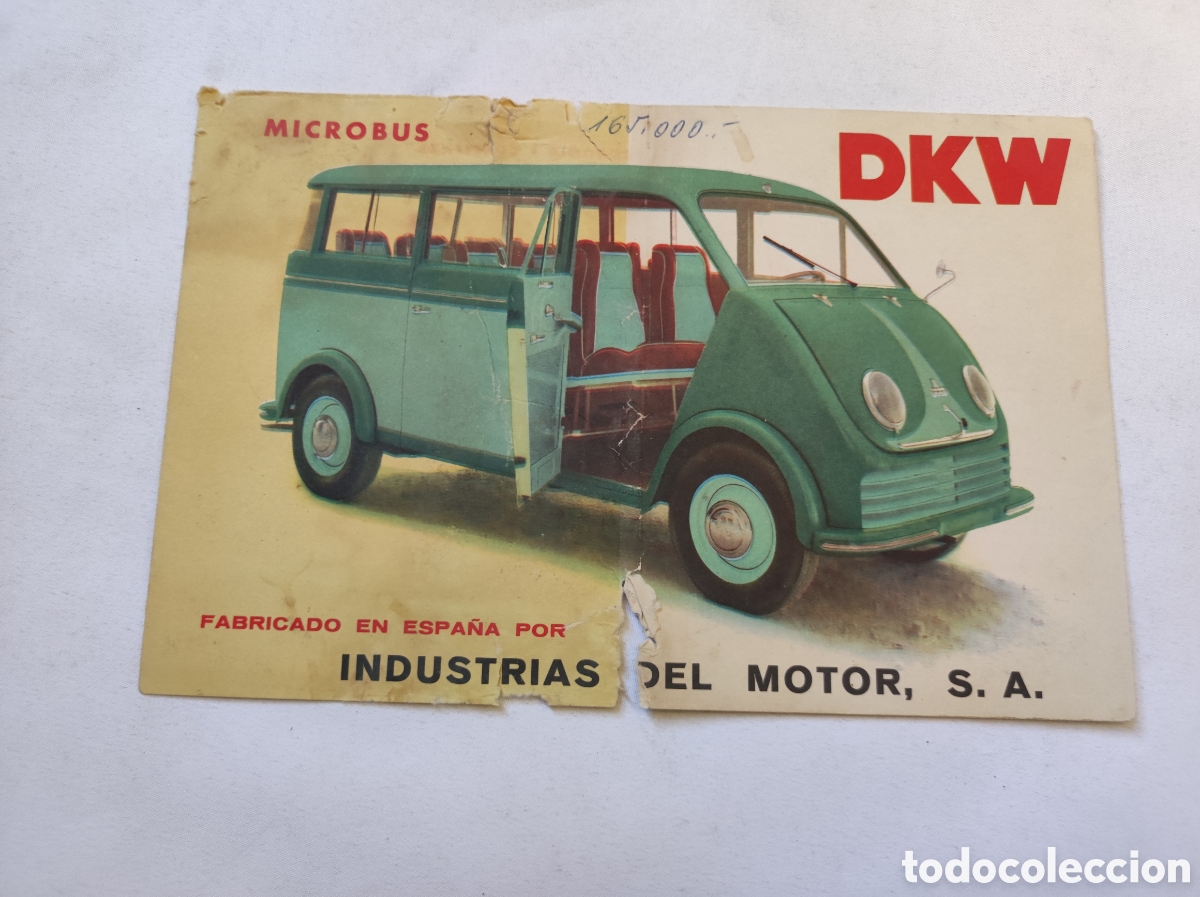 MICROBUS
165.000.-
DKW
FABRICADO EN ESPAÑA POR
INDUSTRIAS DEL MOTOR, S. A.
todocoleccion